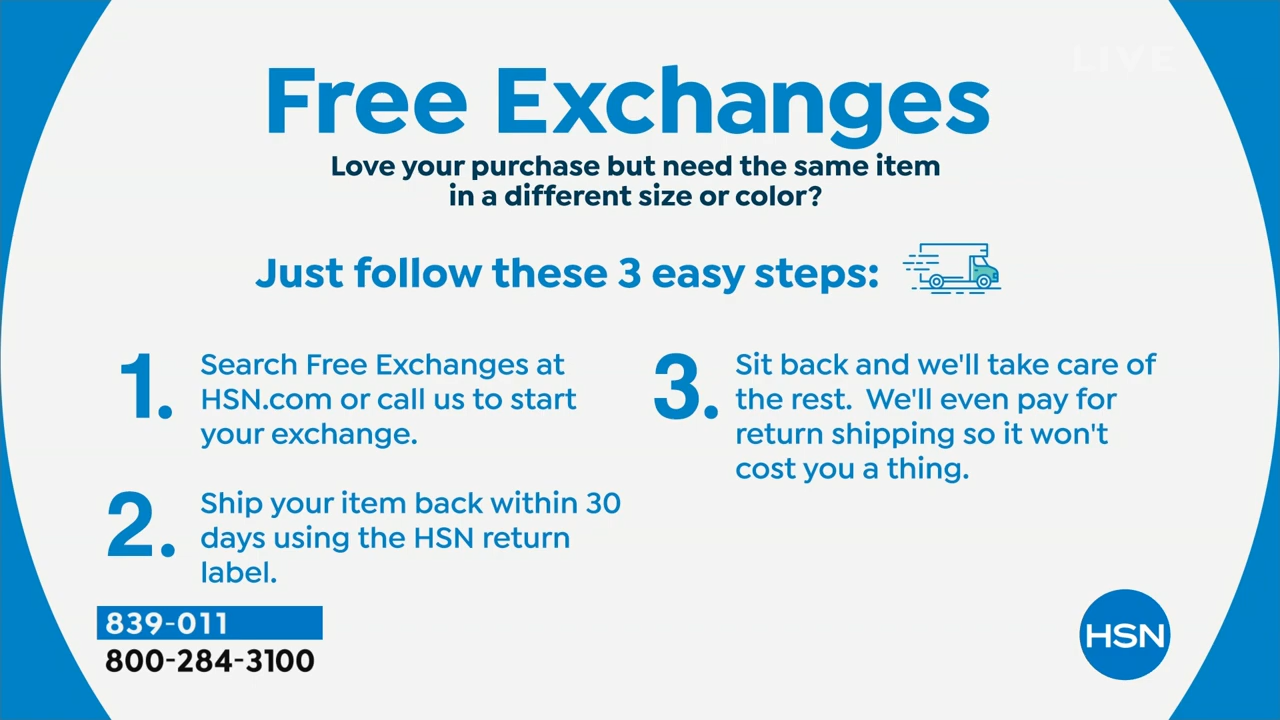 LIVE
Free Exchanges
Love your purchase but need the same item
in a different size or color?
Just follow these 3 easy steps:
1. Search Free Exchanges at
HSN.com or call us to start
your exchange.
2. Ship your item back within 30
days using the HSN return
label.
3. Sit back and we'll take care of
the rest. We'll even pay for
return shipping so it won't
cost you a thing.
839-011
800-284-3100
HSN